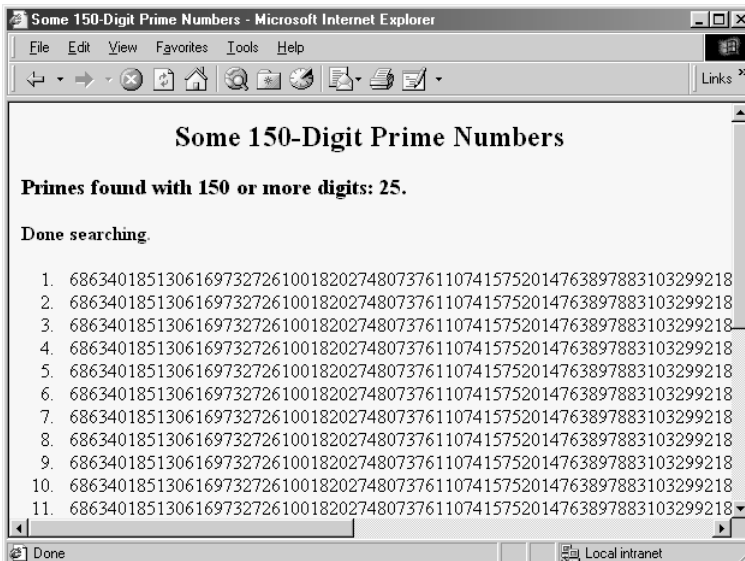 Some 150-Digit Prime Numbers - Microsoft Internet Explorer
File Edit View Favorites Tools Help
Links »
Some 150-Digit Prime Numbers
Primes found with 150 or more digits: 25.
Done searching.
1. 686340185130616973272610018202748073761107415752014763897883103299218
2. 686340185130616973272610018202748073761107415752014763897883103299218
3. 686340185130616973272610018202748073761107415752014763897883103299218
4. 686340185130616973272610018202748073761107415752014763897883103299218
5. 686340185130616973272610018202748073761107415752014763897883103299218
6. 686340185130616973272610018202748073761107415752014763897883103299218
7. 686340185130616973272610018202748073761107415752014763897883103299218
8. 686340185130616973272610018202748073761107415752014763897883103299218
9. 686340185130616973272610018202748073761107415752014763897883103299218
10. 686340185130616973272610018202748073761107415752014763897883103299218
11. 686340185130616973272610018202748073761107415752014763897883103299218
Done Local intranet